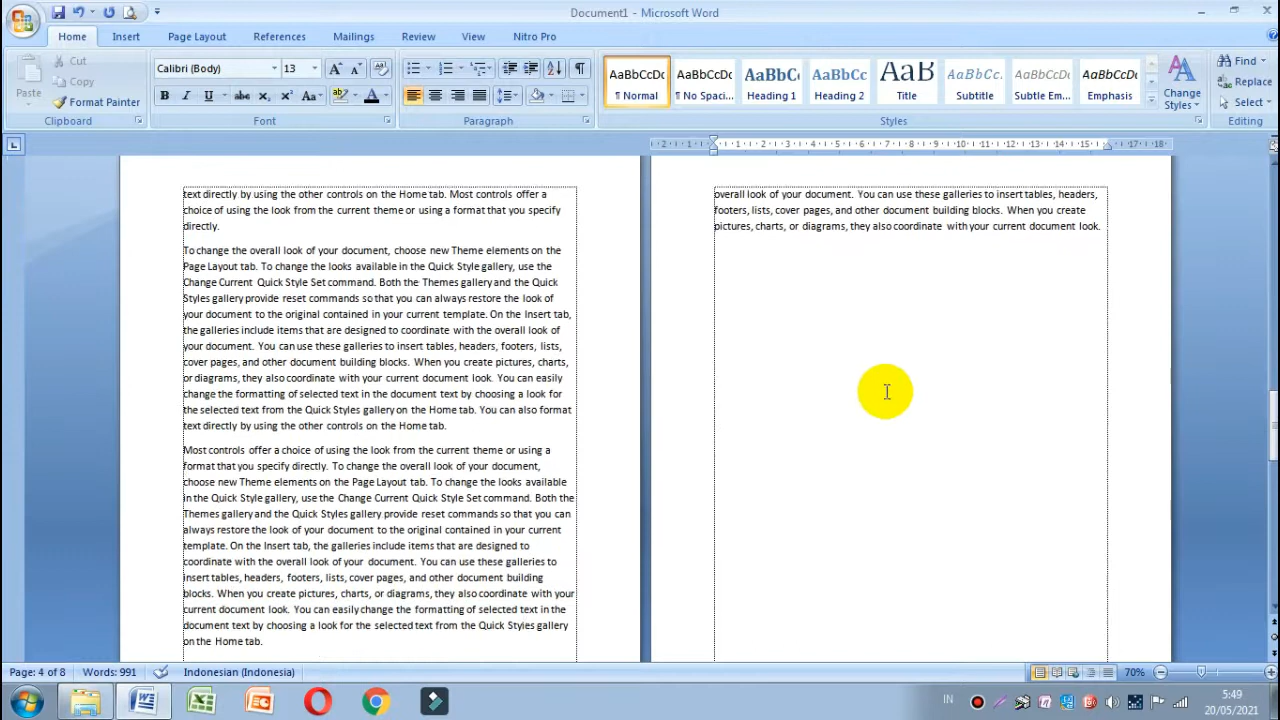 Document1 - Microsoft Word
Home Insert Page Layout References Mailings Review View Nitro Pro
Paste
Cut
Copy
Format Painter
Clipboard
Calibri (Body) 13
Font
Paragraph
AaBbCcDc
¶ Normal
AaBbCcDc
¶ No Spaci...
AaBbC
Heading 1
AaBbCc
Heading 2
AaB
Title
AaBbCc.
Subtitle
AaBbCcDc
Subtle Em...
AaBbCcDc
Emphasis
Change
Styles
Styles
Find
Replace
Select
Editing
text directly by using the other controls on the Home tab. Most controls offer a
choice of using the look from the current theme or using a format that you specify
directly.
To change the overall look of your document, choose new Theme elements on the
Page Layout tab. To change the looks available in the Quick Style gallery, use the
Change Current Quick Style Set command. Both the Themes gallery and the Quick
Styles gallery provide reset commands so that you can always restore the look of
your document to the original contained in your current template. On the Insert tab,
the galleries include items that are designed to coordinate with the overall look of
your document. You can use these galleries to insert tables, headers, footers, lists,
cover pages, and other document building blocks. When you create pictures, charts,
or diagrams, they also coordinate with your current document look. You can easily
change the formatting of selected text in the document text by choosing a look for
the selected text from the Quick Styles gallery on the Home tab. You can also format
text directly by using the other controls on the Home tab.
Most controls offer a choice of using the look from the current theme or using a
format that you specify directly. To change the overall look of your document,
choose new Theme elements on the Page Layout tab. To change the looks available
in the Quick Style gallery, use the Change Current Quick Style Set command. Both the
Themes gallery and the Quick Styles gallery provide reset commands so that you can
always restore the look of your document to the original contained in your current
template. On the Insert tab, the galleries include items that are designed to
coordinate with the overall look of your document. You can use these galleries to
insert tables, headers, footers, lists, cover pages, and other document building
blocks. When you create pictures, charts, or diagrams, they also coordinate with your
current document look. You can easily change the formatting of selected text in the
document text by choosing a look for the selected text from the Quick Styles gallery
on the Home tab.
overall look of your document. You can use these galleries to insert tables, headers,
footers, lists, cover pages, and other document building blocks. When you create
pictures, charts, or diagrams, they also coordinate with your current document look.
Page: 4 of 8 Words: 991 Indonesian (Indonesia) 70%
IN
5:49
20/05/2021